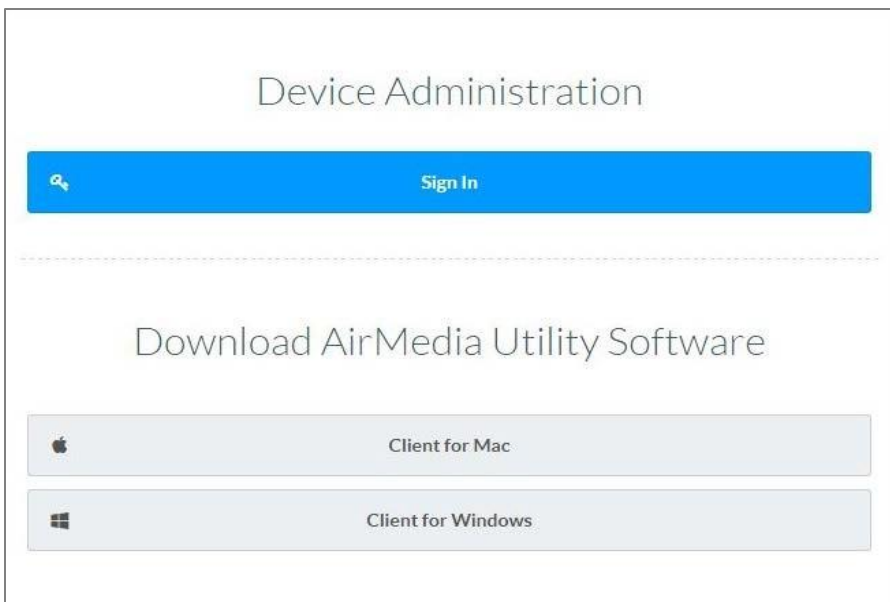 Device Administration
Sign In
Download AirMedia Utility Software
Client for Mac
Client for Windows